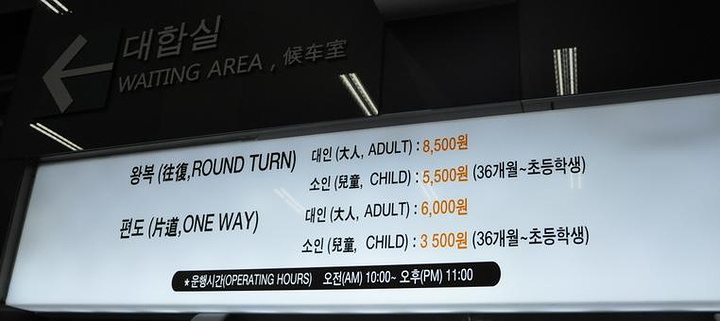 대합실
WAITING AREA , 候车室
왕복 (往復,ROUND TURN) 대인 (大人, ADULT) : 8,500원
소인 (兒童, CHILD) : 5,500원 (36개월~초등학생)
편도 (片道,ONE WAY) 대인 (大人, ADULT) : 6,000원
소인 (兒童, CHILD) : 3 500원 (36개월~초등학생)
* 운행시간(OPERATING HOURS) 오전(AM) 10:00~ 오후(PM) 11:00